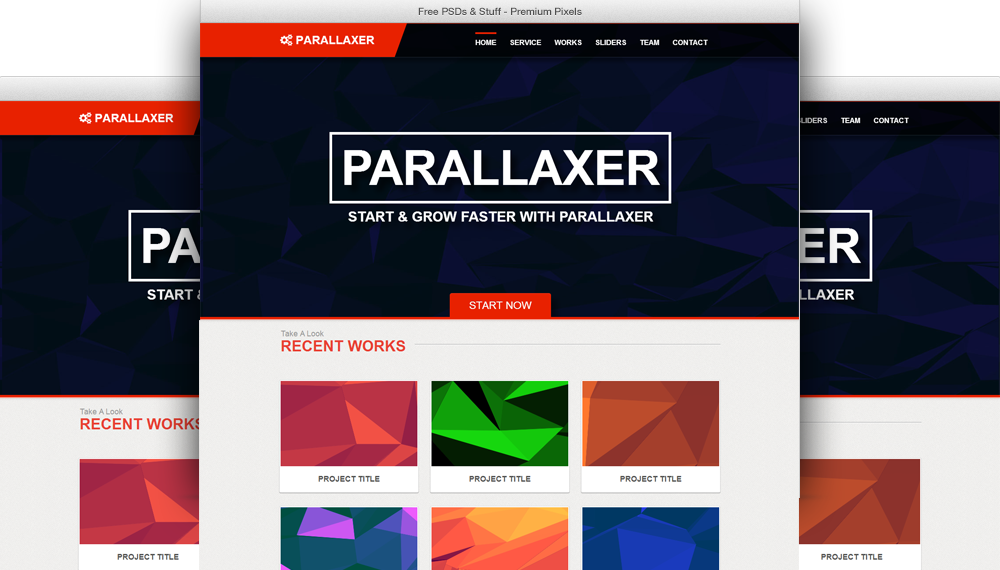 Free PSDs & Stuff - Premium Pixels
PARALLAXER
HOME SERVICE WORKS SLIDERS TEAM CONTACT
PARALLAXER
START & GROW FASTER WITH PARALLAXER
START NOW
Take A Look
RECENT WORKS
PROJECT TITLE PROJECT TITLE PROJECT TITLE
PARALLAXER
PA
START &
Take A Look
RECENT WORKS
PROJECT TITLE
LIDERS TEAM CONTACT
ER
LLAXER
PROJECT TITLE